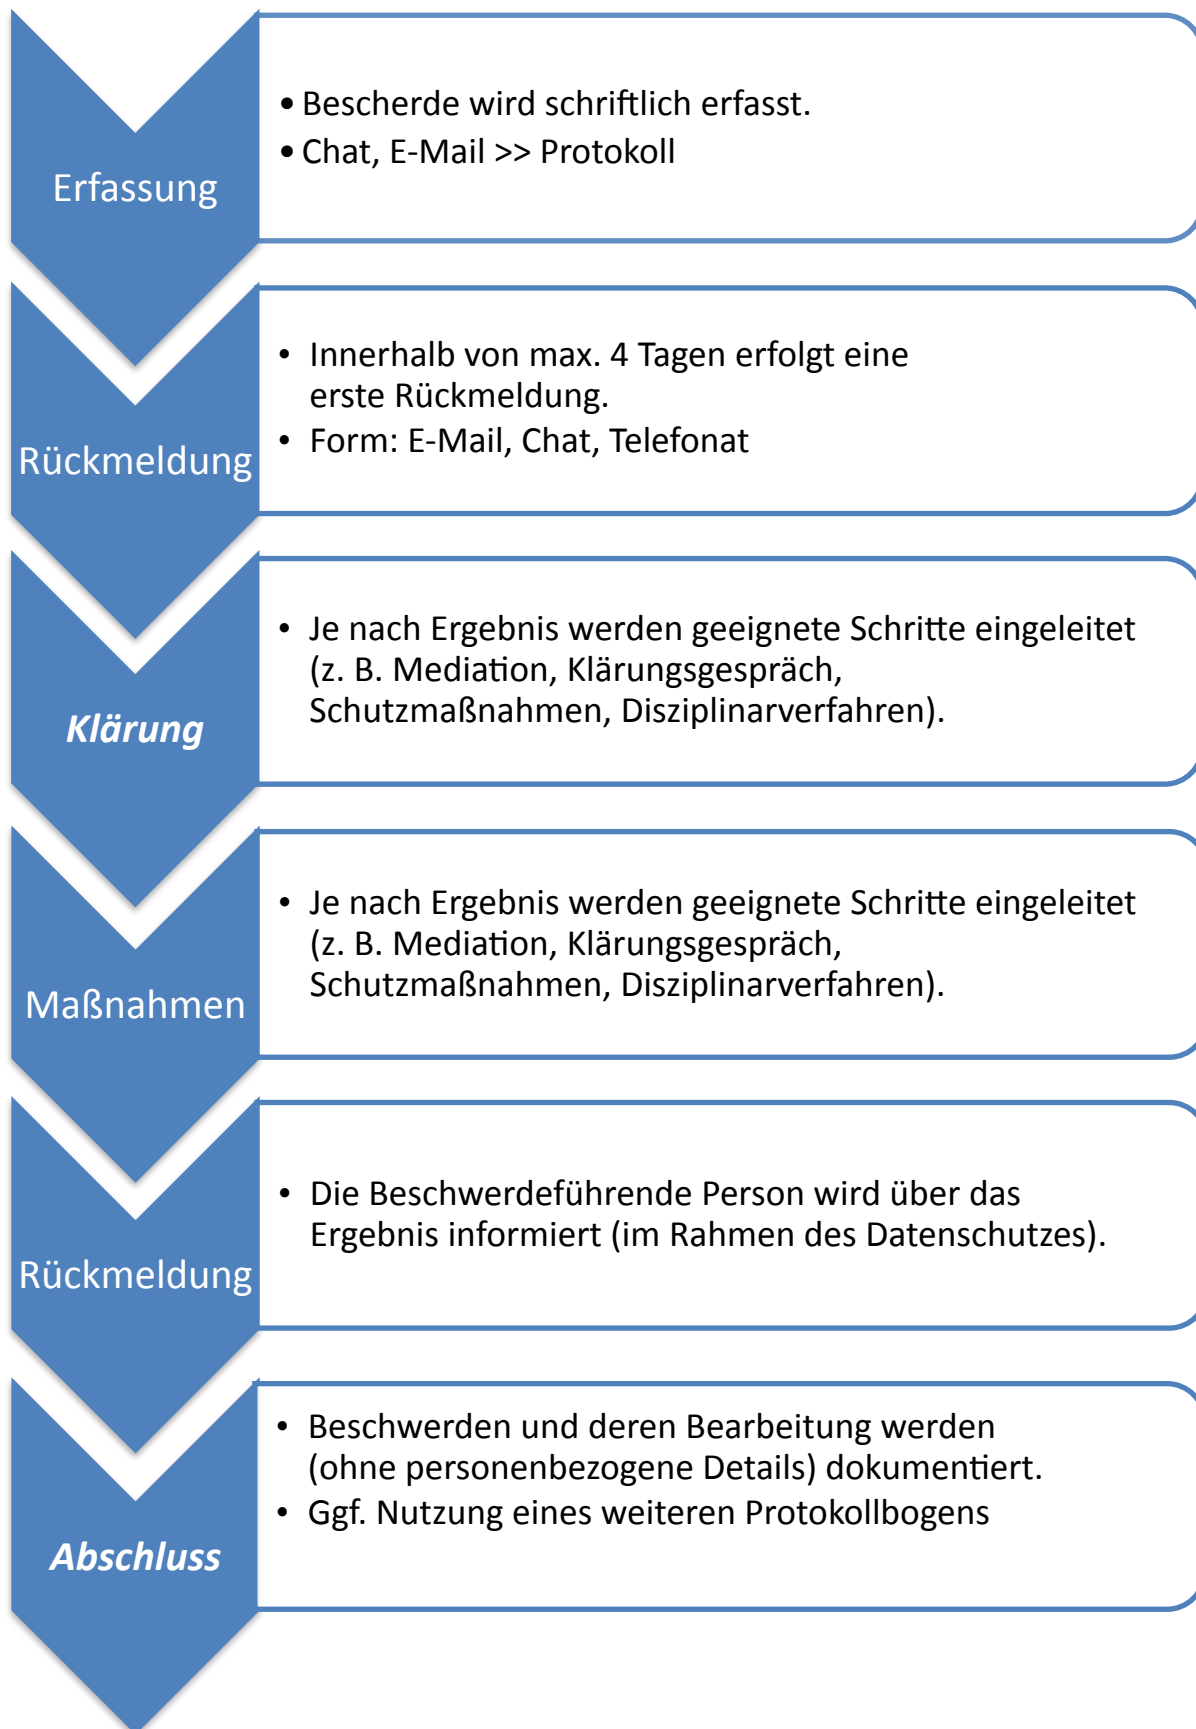 Erfassung
• Bescherde wird schriftlich erfasst.
• Chat, E-Mail >> Protokoll
Rückmeldung
• Innerhalb von max. 4 Tagen erfolgt eine
erste Rückmeldung.
• Form: E-Mail, Chat, Telefonat
Klärung
• Je nach Ergebnis werden geeignete Schritte eingeleitet
(z. B. Mediation, Klärungsgespräch,
Schutzmaßnahmen, Disziplinarverfahren).
Maßnahmen
• Je nach Ergebnis werden geeignete Schritte eingeleitet
(z. B. Mediation, Klärungsgespräch,
Schutzmaßnahmen, Disziplinarverfahren).
Rückmeldung
• Die Beschwerdeführende Person wird über das
Ergebnis informiert (im Rahmen des Datenschutzes).
Abschluss
• Beschwerden und deren Bearbeitung werden
(ohne personenbezogene Details) dokumentiert.
• Ggf. Nutzung eines weiteren Protokollbogens